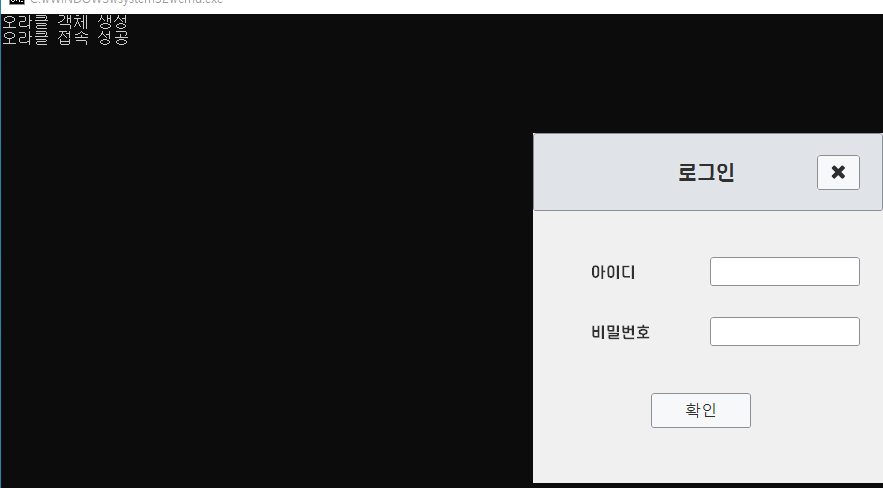 오라클 객체 생성
오라클 접속 성공
로그인
아이디
비밀번호
확인